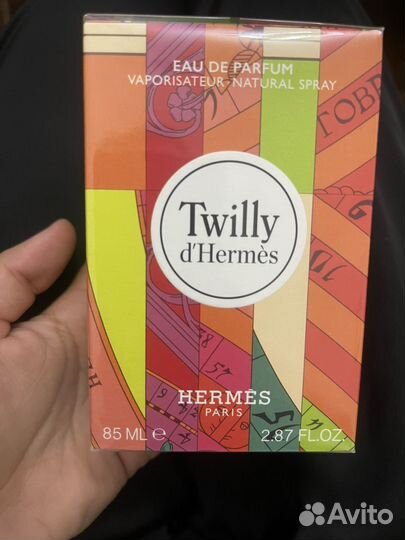 EAU DE PARFUM
VAPORISATEUR-NATURAL SPRAY
Twilly
d'Hermès
HERMÈS
PARIS
85 ML ℮
2.87 FL.OZ.
Avito